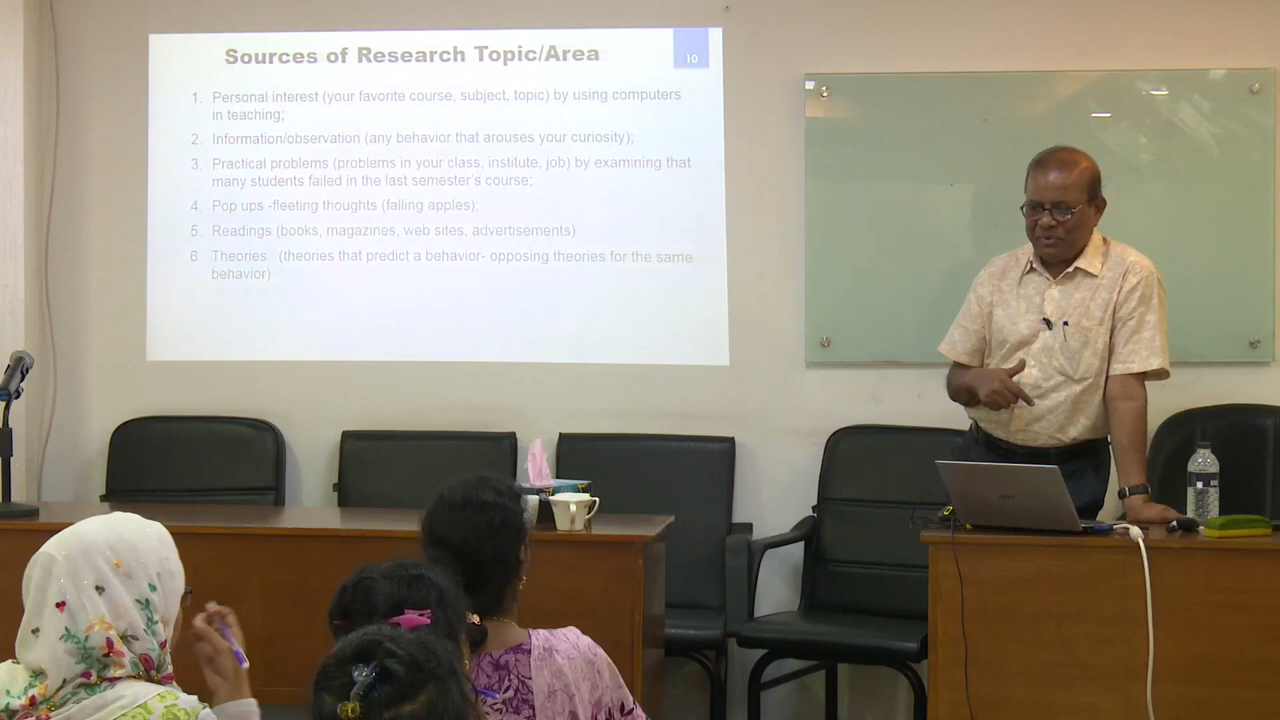 Sources of Research Topic/Area
10
1. Personal interest (your favorite course, subject, topic) by using computers
in teaching;
2. Information/observation (any behavior that arouses your curiosity);
3. Practical problems (problems in your class, institute, job) by examining that
many students failed in the last semester's course;
4. Pop ups -fleeting thoughts (falling apples);
5. Readings (books, magazines, web sites, advertisements)
6. Theories (theories that predict a behavior- opposing theories for the same
behavior)